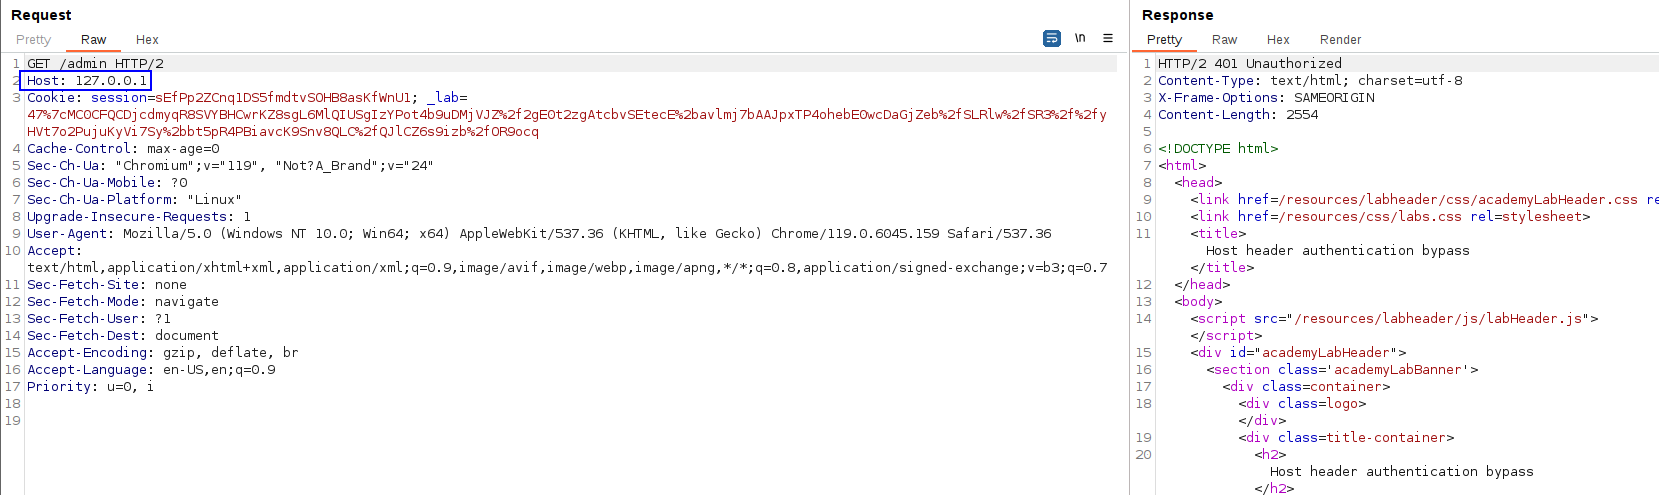 Request
Pretty Raw Hex
\n
1 GET /admin HTTP/2
2 Host: 127.0.0.1
3 Cookie: session=sEfPp2ZCnq1DS5fmdtvSOHB8asKfWnU1; _lab=
47%7cMC0CFQCDjcdmyqR8SVYBHCwrKZ8sgL6MlQIUSgIzYPot4b9uDMjVJZ%2f2gE0t2zgAtcbvSEtecE%2bavlmj7bAAJpxTP4ohebE0wcDaGjZeb%2fSLRlw%2fSR3%2f%2fy
HVt7o2PujuKyVi7Sy%2bbt5pR4PBiavcK9Snv8QLC%2fQJlCZ6s9izb%2fOR9ocq
4 Cache-Control: max-age=0
5 Sec-Ch-Ua: "Chromium";v="119", "Not?A_Brand";v="24"
6 Sec-Ch-Ua-Mobile: ?0
7 Sec-Ch-Ua-Platform: "Linux"
8 Upgrade-Insecure-Requests: 1
9 User-Agent: Mozilla/5.0 (Windows NT 10.0; Win64; x64) AppleWebKit/537.36 (KHTML, like Gecko) Chrome/119.0.6045.159 Safari/537.36
10 Accept:
text/html,application/xhtml+xml,application/xml;q=0.9,image/avif,image/webp,image/apng,*/*;q=0.8,application/signed-exchange;v=b3;q=0.7
11 Sec-Fetch-Site: none
12 Sec-Fetch-Mode: navigate
13 Sec-Fetch-User: ?1
14 Sec-Fetch-Dest: document
15 Accept-Encoding: gzip, deflate, br
16 Accept-Language: en-US,en;q=0.9
17 Priority: u=0, i
18
19
Response
Pretty Raw Hex Render
1 HTTP/2 401 Unauthorized
2 Content-Type: text/html; charset=utf-8
3 X-Frame-Options: SAMEORIGIN
4 Content-Length: 2554
5
6 <!DOCTYPE html>
7 <html>
8 <head>
9 <link href=/resources/labheader/css/academyLabHeader.css re
10 <link href=/resources/css/labs.css rel=stylesheet>
11 <title>
Host header authentication bypass
</title>
12 </head>
13 <body>
14 <script src="/resources/labheader/js/labHeader.js">
</script>
15 <div id="academyLabHeader">
16 <section class='academyLabBanner'>
17 <div class=container>
18 <div class=logo>
</div>
19 <div class=title-container>
20 <h2>
Host header authentication bypass
</h2>